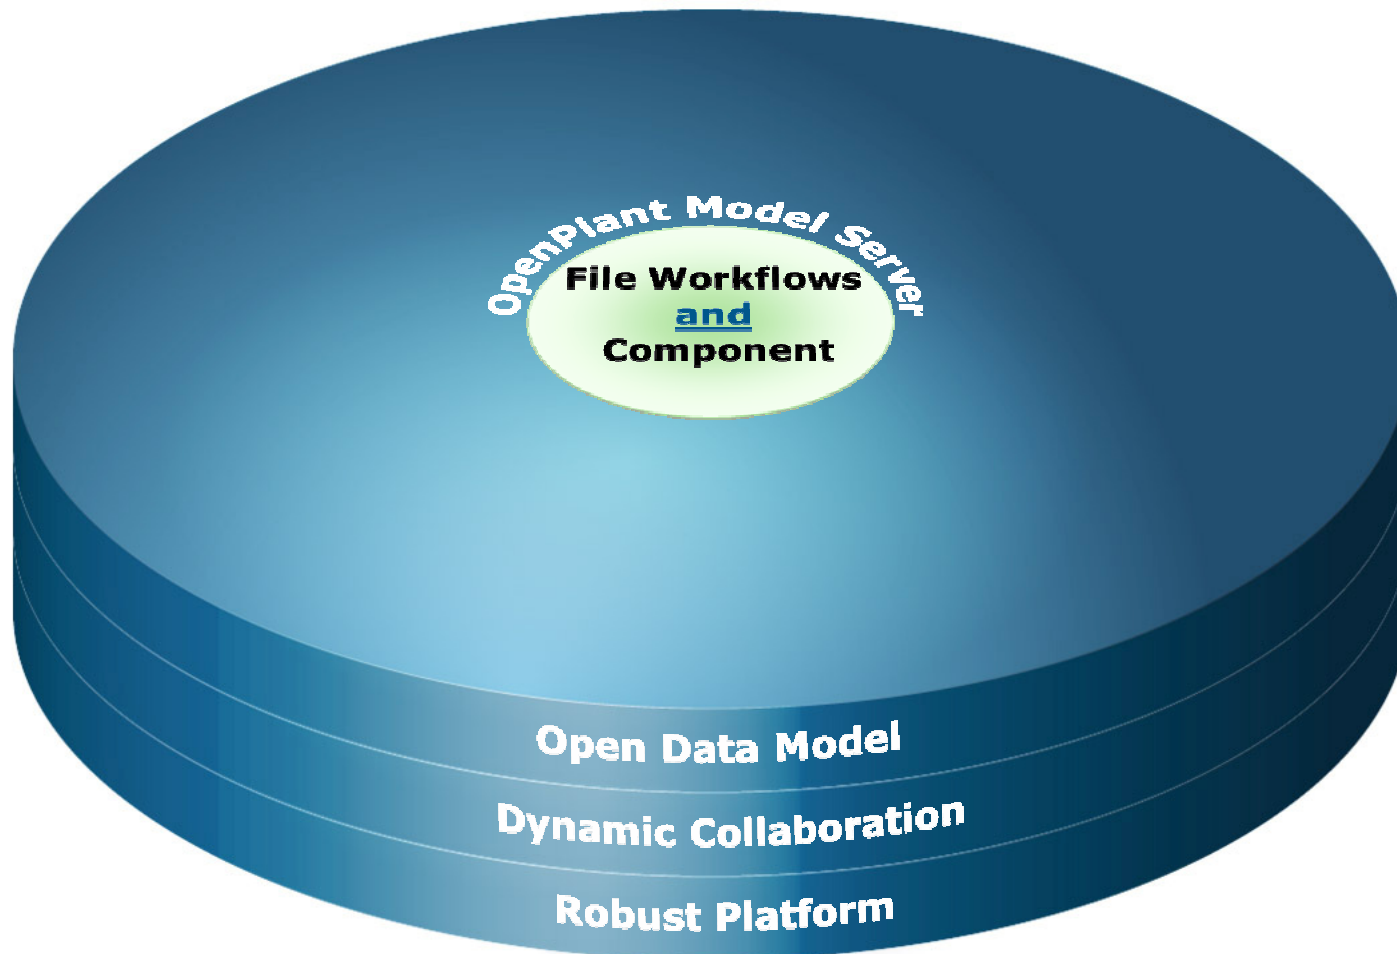 OpenPlant Model Server
File Workflows
and
Component
Open Data Model
Dynamic Collaboration
Robust Platform